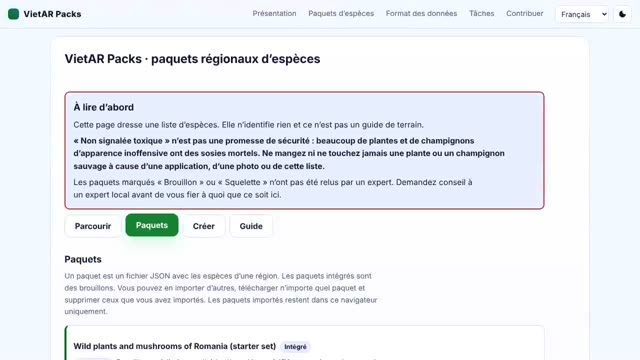 VietAR Packs
Présentation Paquets d'espèces Format des données Tâches Contribuer Français
VietAR Packs · paquets régionaux d'espèces
À lire d'abord
Cette page dresse une liste d'espèces. Elle n'identifie rien et ce n'est pas un guide de terrain.
« Non signalée toxique » n'est pas une promesse de sécurité : beaucoup de plantes et de champignons
d'apparence inoffensive ont des sosies mortels. Ne mangez ni ne touchez jamais une plante ou un champignon
sauvage à cause d'une application, d'une photo ou de cette liste.
Les paquets marqués « Brouillon » ou « Squelette » n'ont pas été relus par un expert. Demandez conseil à
un expert local avant de vous fier à quoi que ce soit ici.
Parcourir Paquets Créer Guide
Paquets
Un paquet est un fichier JSON avec les espèces d'une région. Les paquets intégrés sont
des brouillons. Vous pouvez en importer d'autres, télécharger n'importe quel paquet et
supprimer ceux que vous avez importés. Les paquets importés restent dans ce navigateur
uniquement.
Wild plants and mushrooms of Romania (starter set) Intégré